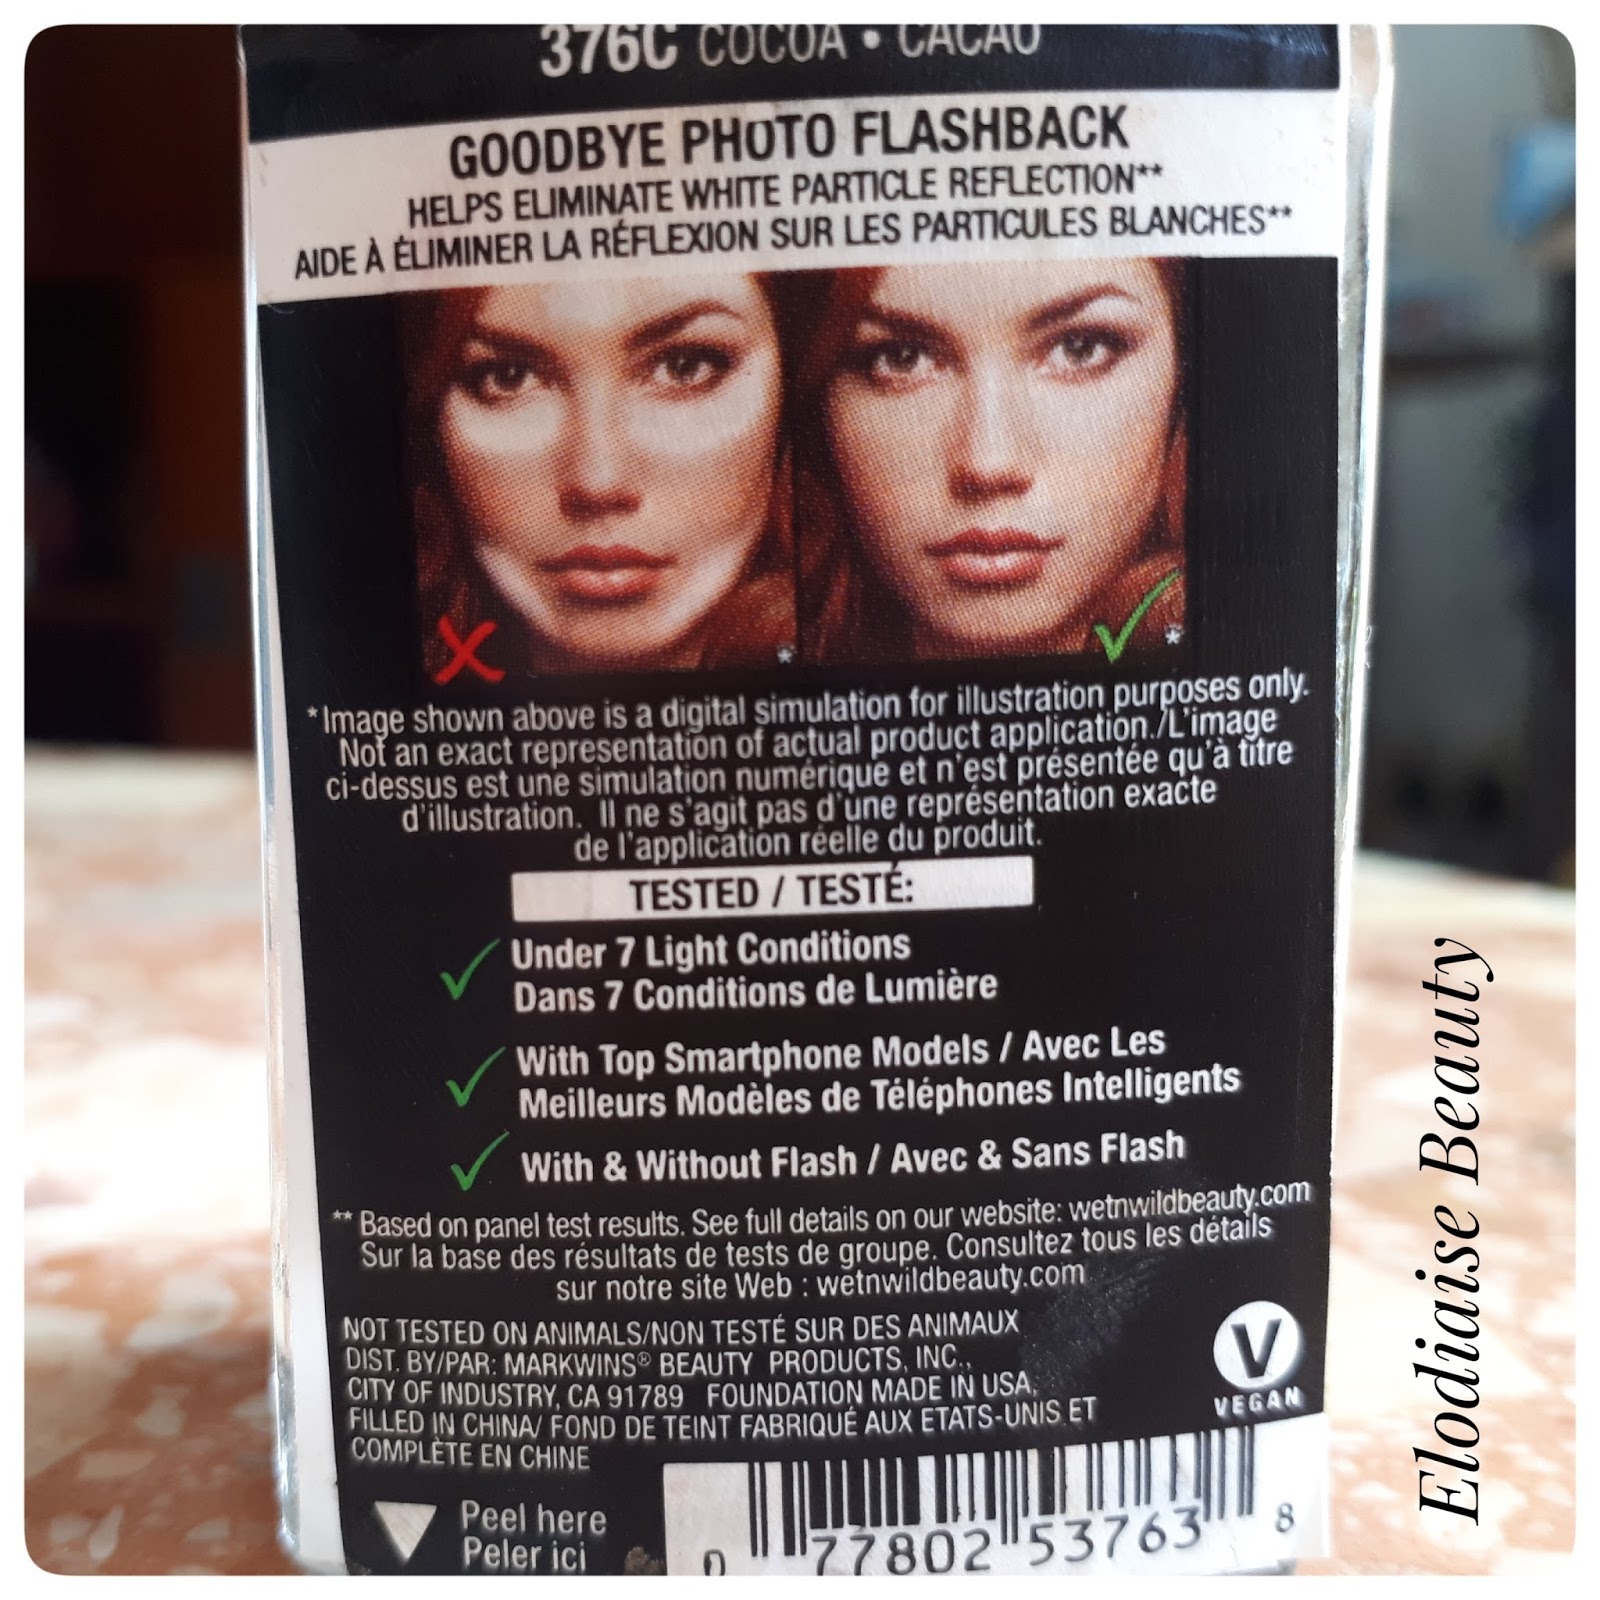 376C COCOA • CACAO
GOODBYE PHOTO FLASHBACK
HELPS ELIMINATE WHITE PARTICLE REFLECTION**
AIDE À ÉLIMINER LA RÉFLEXION SUR LES PARTICULES BLANCHES**
*
*
*Image shown above is a digital simulation for illustration purposes only.
Not an exact representation of actual product application./L'image
ci-dessus est une simulation numérique et n'est présentée qu'à titre
d'illustration. Il ne s'agit pas d'une représentation exacte
de l'application réelle du produit.
TESTED / TESTÉ:
Under 7 Light Conditions
Dans 7 Conditions de Lumière
With Top Smartphone Models / Avec Les
Meilleurs Modèles de Téléphones Intelligents
With & Without Flash / Avec & Sans Flash
** Based on panel test results. See full details on our website: wetnwildbeauty.com
Sur la base des résultats de tests de groupe. Consultez tous les détails
sur notre site Web : wetnwildbeauty.com
NOT TESTED ON ANIMALS/NON TESTÉ SUR DES ANIMAUX
DIST. BY/PAR: MARKWINS® BEAUTY PRODUCTS, INC.,
CITY OF INDUSTRY, CA 91789 FOUNDATION MADE IN USA,
FILLED IN CHINA/ FOND DE TEINT FABRIQUÉ AUX ETATS-UNIS ET
COMPLÈTE EN CHINE
V
VEGAN
Peel here
Peler ici
0 77802 53763 8
Elodiaise Beauty